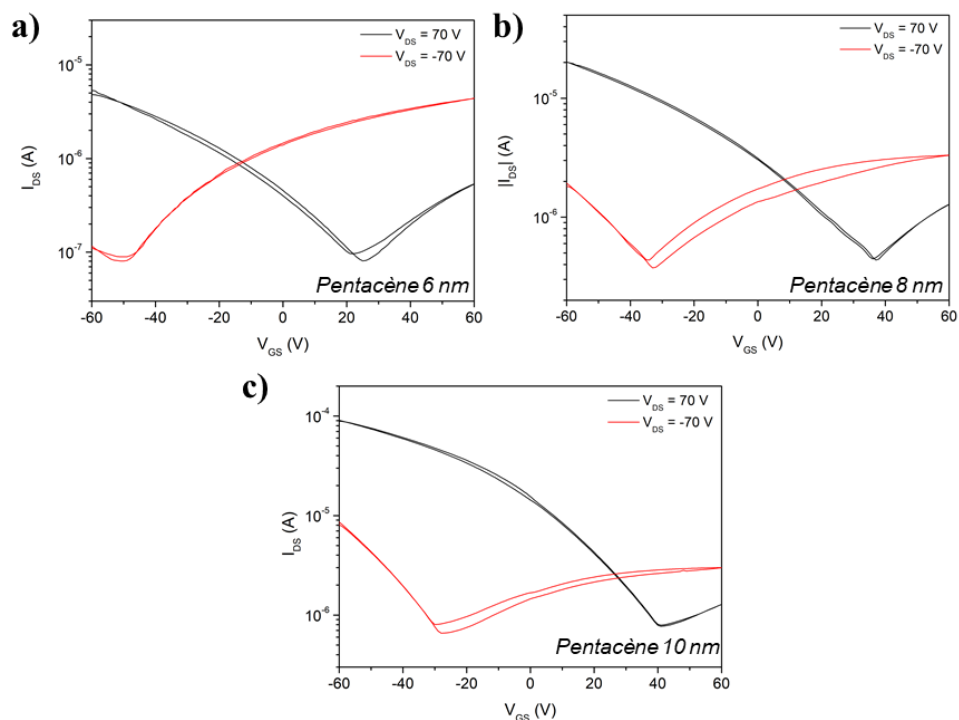 a)
V_DS = 70 V
V_DS = -70 V
10^-5
10^-6
10^-7
I_DS (A)
Pentacène 6 nm
-60 -40 -20 0 20 40 60
V_GS (V)
b)
V_DS = 70 V
V_DS = -70 V
10^-5
10^-6
|I_DS| (A)
Pentacène 8 nm
-60 -40 -20 0 20 40 60
V_GS (V)
c)
V_DS = 70 V
V_DS = -70 V
10^-4
10^-5
10^-6
I_DS (A)
Pentacène 10 nm
-60 -40 -20 0 20 40 60
V_GS (V)